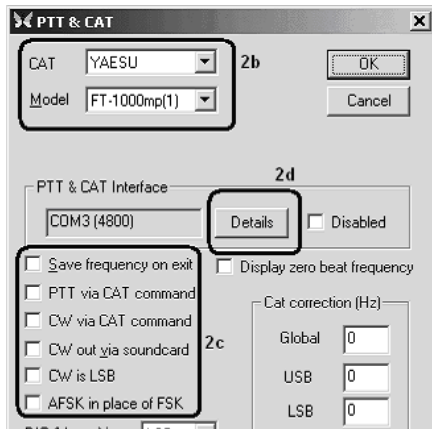 PTT & CAT
CAT YAESU 2b OK
Model FT-1000mp(1) Cancel
2d
PTT & CAT Interface
COM3 (4800) Details Disabled
Save frequency on exit Display zero beat frequency
PTT via CAT command Cat correction (Hz)
CW via CAT command Global 0
CW out via soundcard 2c
CW is LSB USB 0
AFSK in place of FSK LSB 0